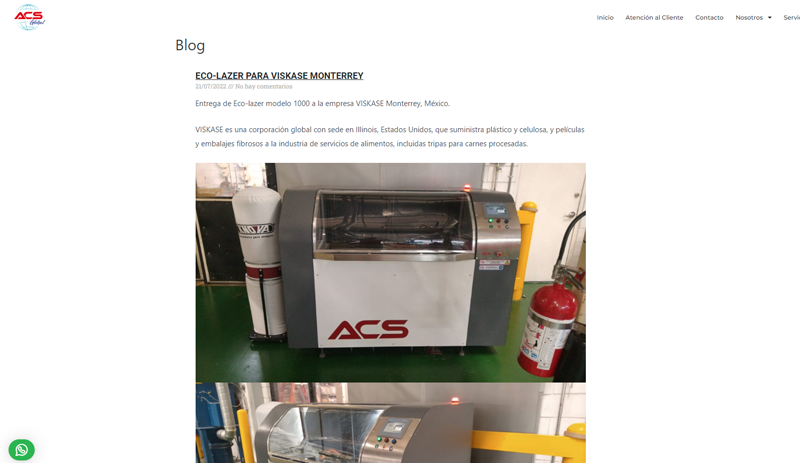 ACS
Global
Inicio
Atención al Cliente
Contacto
Nosotros
Servic
Blog
ECO-LAZER PARA VISKASE MONTERREY
21/07/2022 /// No hay comentarios
Entrega de Eco-lazer modelo 1000 a la empresa VISKASE Monterrey, México.
VISKASE es una corporación global con sede en Illinois, Estados Unidos, que suministra plástico y celulosa, y películas
y embalajes fibrosos a la industria de servicios de alimentos, incluidas tripas para carnes procesadas.
ACS